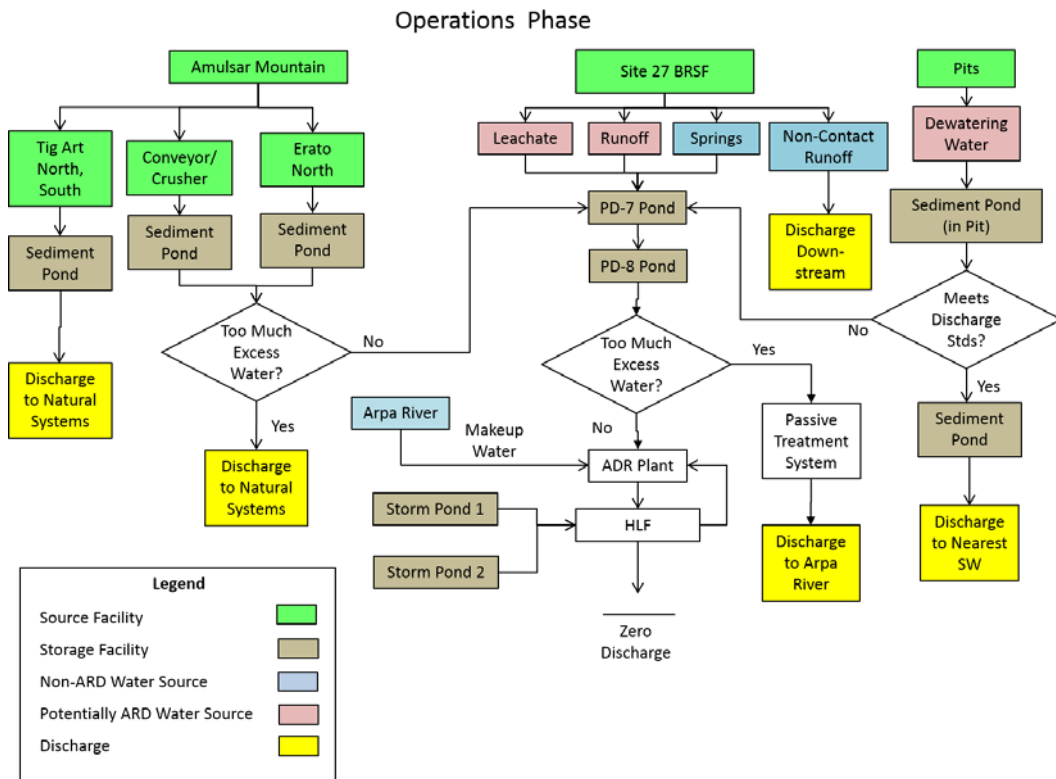 Operations Phase
Amulsar Mountain
Site 27 BRSF
Pits
Tig Art
North,
South
Conveyor/
Crusher
Erato
North
Leachate
Runoff
Springs
Non-Contact
Runoff
Dewatering
Water
Sediment
Pond
Sediment
Pond
Sediment
Pond
PD-7 Pond
PD-8 Pond
Discharge
Down-
stream
Sediment Pond
(in Pit)
Too Much
Excess
Water?
No
Yes
Too Much
Excess
Water?
Yes
No
Meets
Discharge
Stds?
No
Yes
Discharge
to Natural
Systems
Discharge
to Natural
Systems
Arpa River
Makeup
Water
ADR Plant
Passive
Treatment
System
Sediment
Pond
Storm Pond 1
HLF
Storm Pond 2
Discharge
to Arpa
River
Discharge
to Nearest
SW
Zero
Discharge
Legend
Source Facility
Storage Facility
Non-ARD Water Source
Potentially ARD Water Source
Discharge